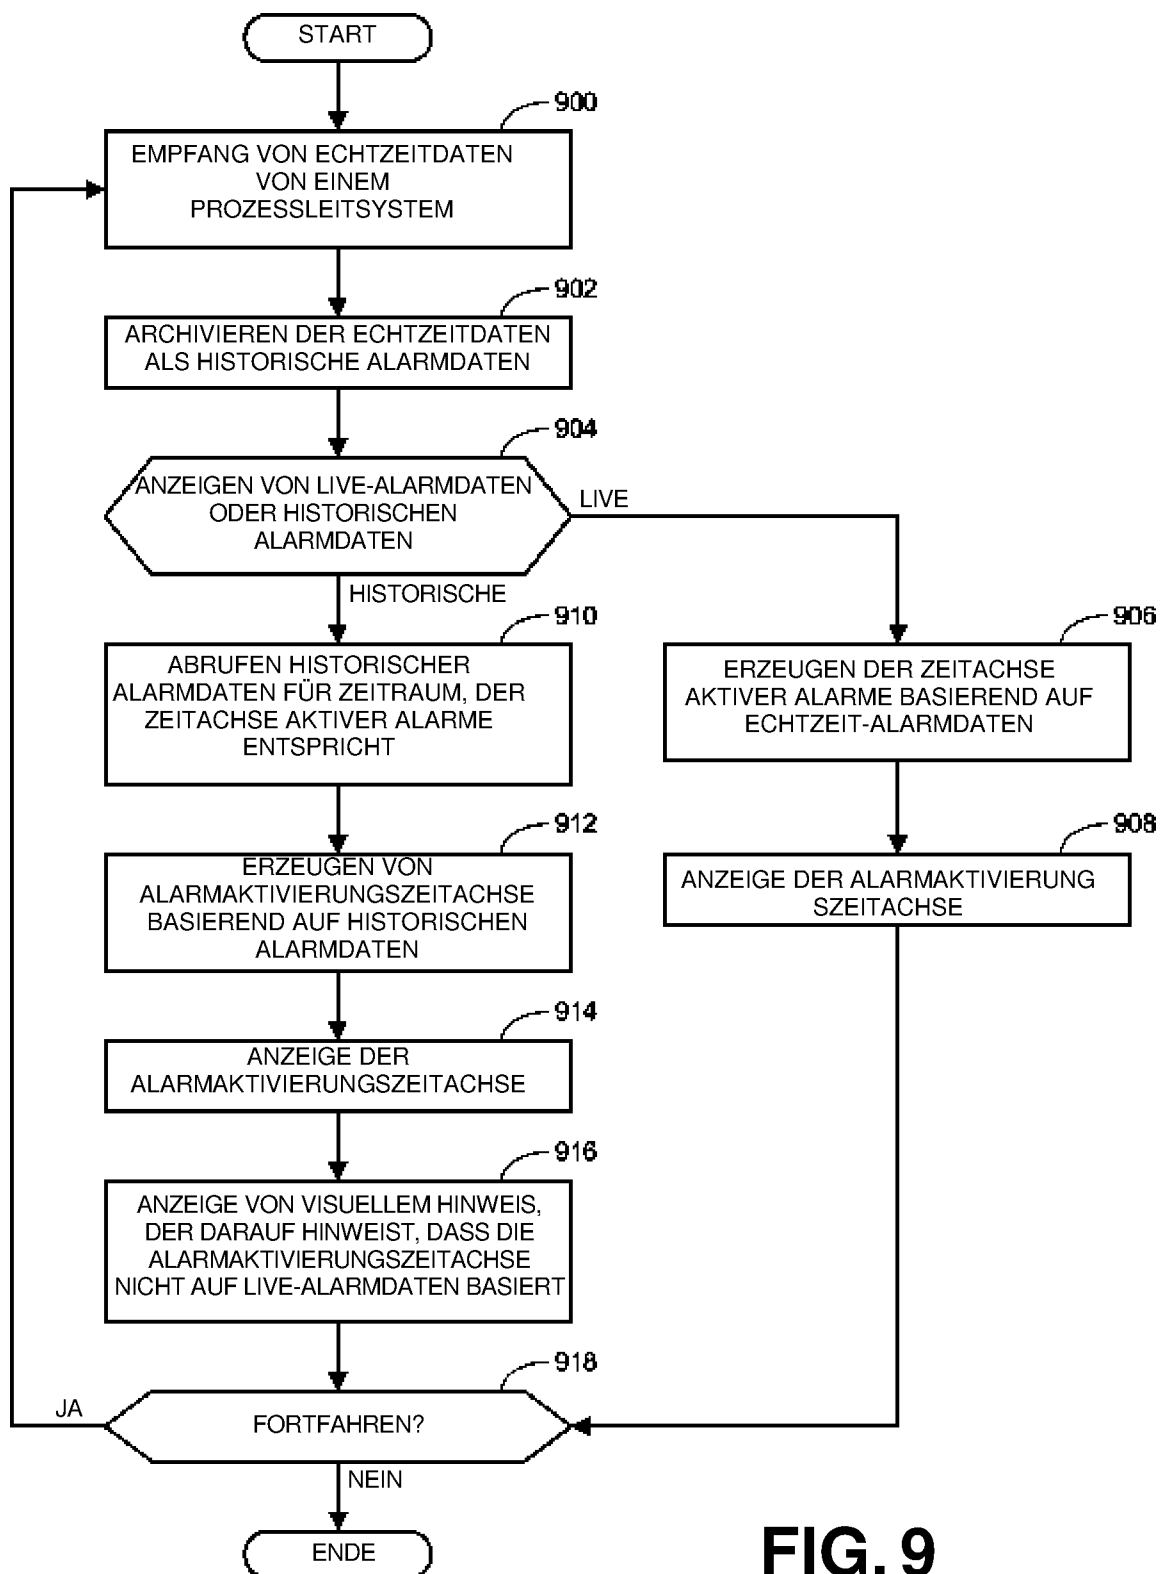 START
900
EMPFANG VON ECHTZEITDATEN
VON EINEM
PROZESSLEITSYSTEM
902
ARCHIVIEREN DER ECHTZEITDATEN
ALS HISTORISCHE ALARMDATEN
904
ANZEIGEN VON LIVE-ALARMDATEN
ODER HISTORISCHEN
ALARMDATEN
LIVE
HISTORISCHE
910
ABRUFEN HISTORISCHER
ALARMDATEN FÜR ZEITRAUM, DER
ZEITACHSE AKTIVER ALARME
ENTSPRICHT
906
ERZEUGEN DER ZEITACHSE
AKTIVER ALARME BASIEREND AUF
ECHTZEIT-ALARMDATEN
912
ERZEUGEN VON
ALARMAKTIVIERUNGSZEITACHSE
BASIEREND AUF HISTORISCHEN
ALARMDATEN
908
ANZEIGE DER ALARMAKTIVIERUNG
SZEITACHSE
914
ANZEIGE DER
ALARMAKTIVIERUNGSZEITACHSE
916
ANZEIGE VON VISUELLEM HINWEIS,
DER DARAUF HINWEIST, DASS DIE
ALARMAKTIVIERUNGSZEITACHSE
NICHT AUF LIVE-ALARMDATEN BASIERT
918
JA
FORTFAHREN?
NEIN
ENDE
FIG. 9